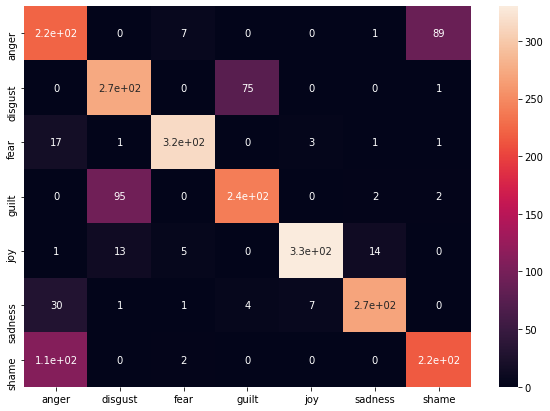 anger 2.2e+02 0 7 0 0 1 89
disgust 0 2.7e+02 0 75 0 0 1
fear 17 1 3.2e+02 0 3 1 1
guilt 0 95 0 2.4e+02 0 2 2
joy 1 13 5 0 3.3e+02 14 0
sadness 30 1 1 4 7 2.7e+02 0
shame 1.1e+02 0 2 0 0 0 2.2e+02
anger disgust fear guilt joy sadness shame
300
250
200
150
100
50
0